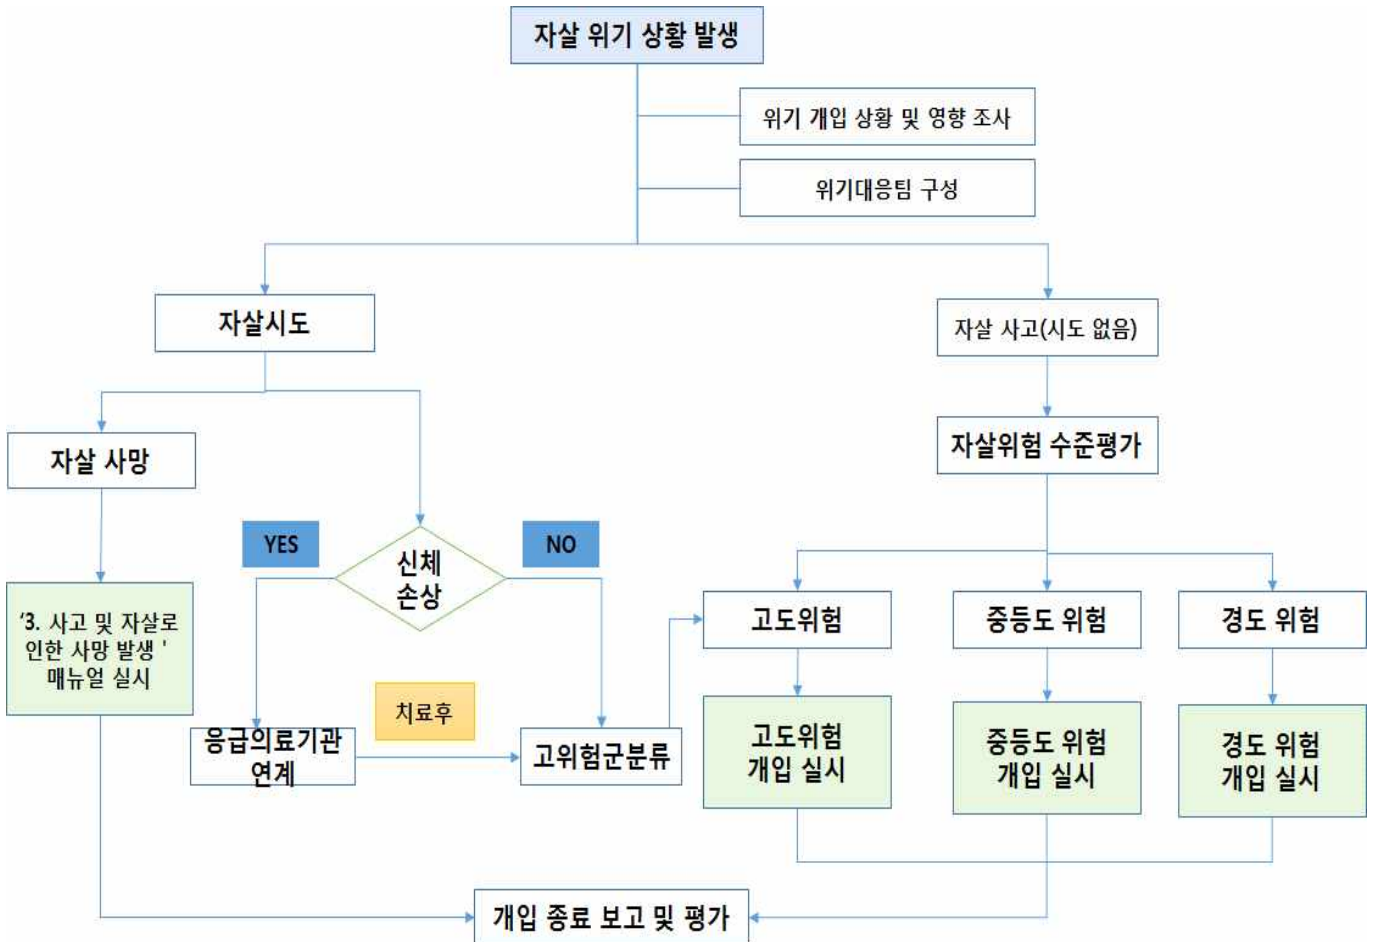 자살 위기 상황 발생
위기 개입 상황 및 영향 조사
위기대응팀 구성
자살시도
자살 사고(시도 없음)
자살 사망
자살위험 수준평가
YES
NO
신체
손상
‘3. 사고 및 자살로
인한 사망 발생 '
매뉴얼 실시
고도위험
중등도 위험
경도 위험
치료후
응급의료기관
연계
고위험군분류
고도위험
개입 실시
중등도 위험
개입 실시
경도 위험
개입 실시
개입 종료 보고 및 평가